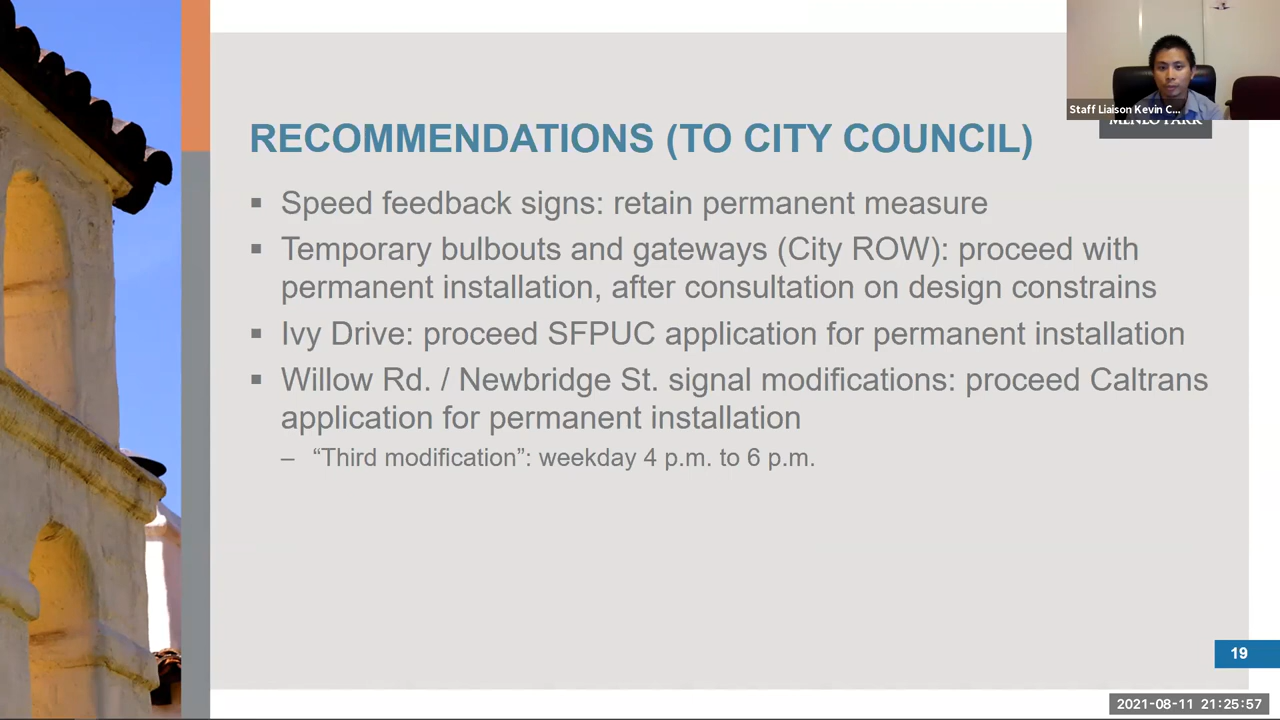 Staff Liaison Kevin C...
MENLO PARK
RECOMMENDATIONS (TO CITY COUNCIL)
▪ Speed feedback signs: retain permanent measure
▪ Temporary bulbouts and gateways (City ROW): proceed with
permanent installation, after consultation on design constrains
▪ Ivy Drive: proceed SFPUC application for permanent installation
▪ Willow Rd. / Newbridge St. signal modifications: proceed Caltrans
application for permanent installation
– “Third modification”: weekday 4 p.m. to 6 p.m.
19
2021-08-11 21:25:57